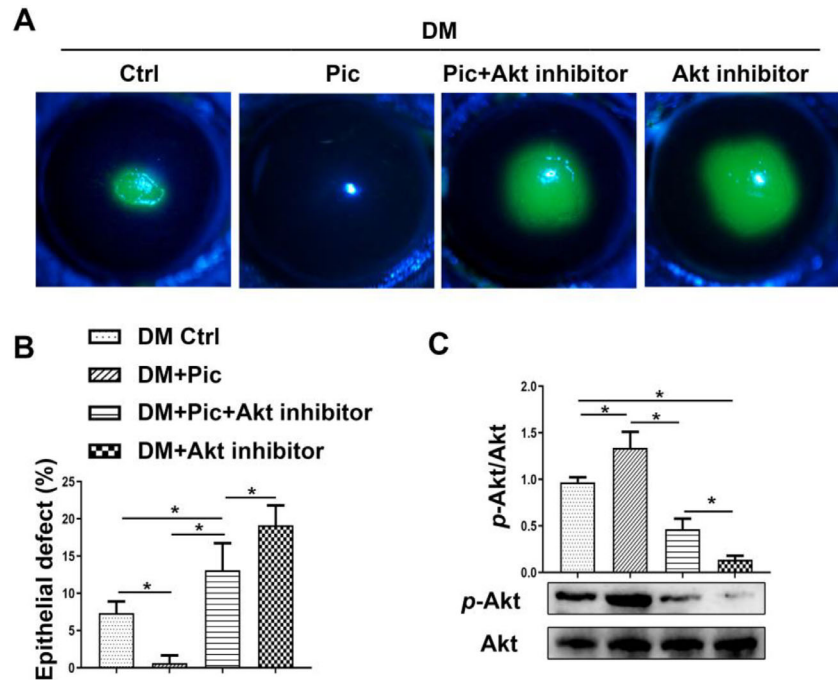 A
DM
Ctrl Pic Pic+Akt inhibitor Akt inhibitor
B
DM Ctrl
DM+Pic
DM+Pic+Akt inhibitor
DM+Akt inhibitor
Epithelial defect (%)
25
20
15
10
5
0
* * * *
C
p-Akt/Akt
2.0
1.5
1.0
0.5
0.0
* * * *
p-Akt
Akt